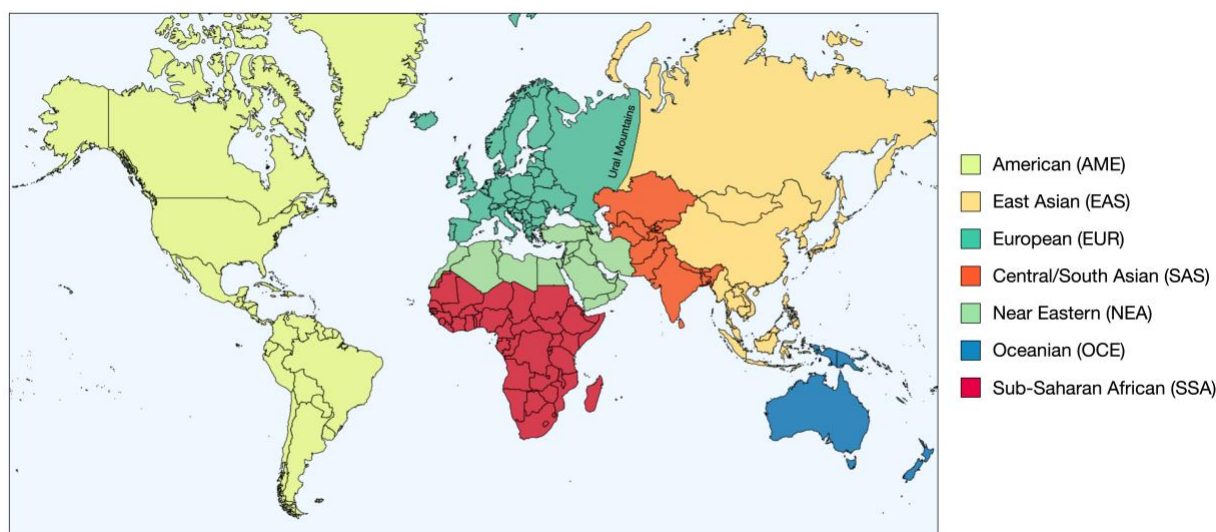 Ural Mountains
American (AME)
East Asian (EAS)
European (EUR)
Central/South Asian (SAS)
Near Eastern (NEA)
Oceanian (OCE)
Sub-Saharan African (SSA)